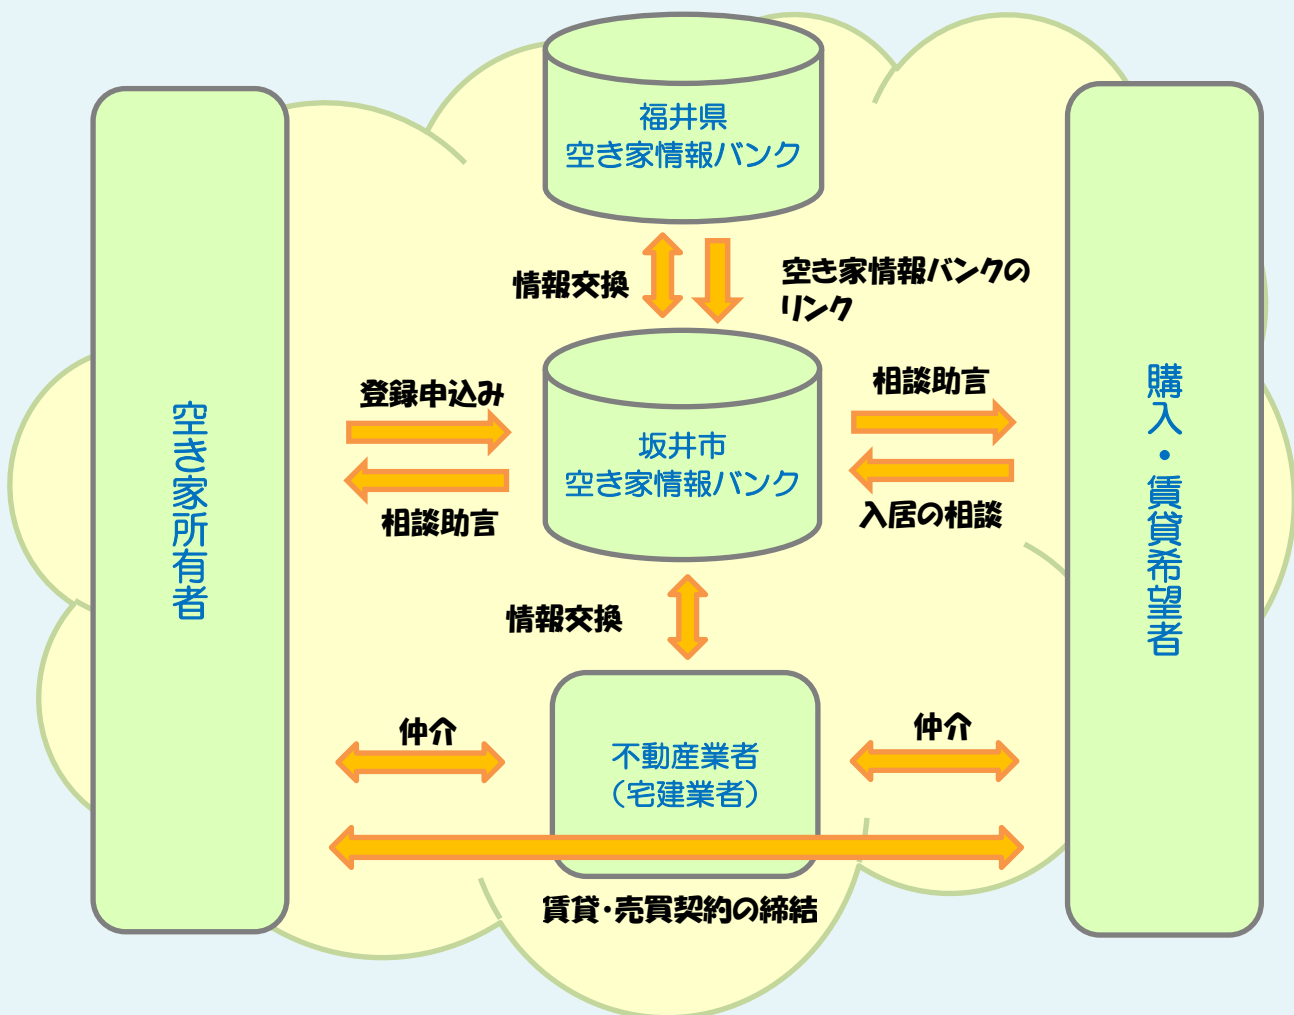 福井県
空き家情報バンク
情報交換
空き家情報バンクの
リンク
空き家所有者
登録申込み
相談助言
坂井市
空き家情報バンク
相談助言
入居の相談
購入・賃貸希望者
情報交換
仲介
不動産業者
（宅建業者）
仲介
賃貸・売買契約の締結